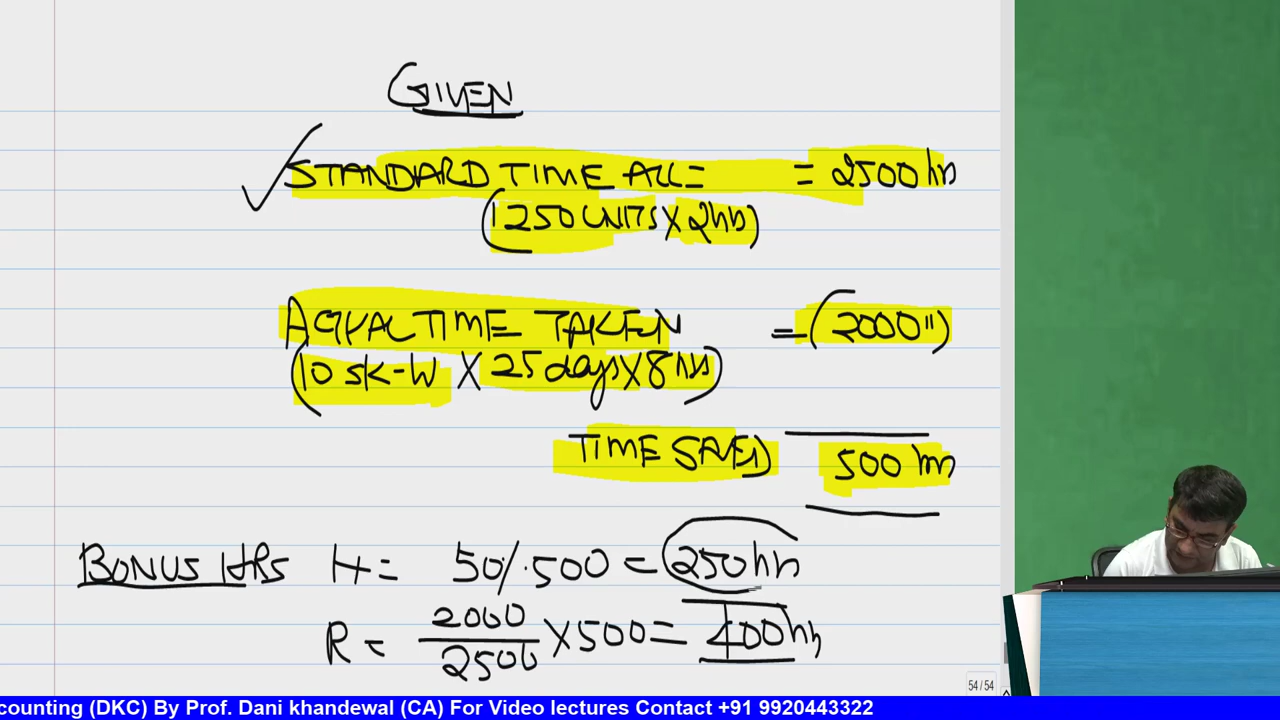 GIVEN
STANDARD TIME ALL = = 2500 hrs
(1250 UNITS X 2 hrs)
ACTUAL TIME TAKEN = (2000 ")
(10 SK-W X 25 days X 8 hrs)
TIME SAVED 500 hrs
BONUS HRS H = 50%.500 = 250 hrs
R = 2000/2500 X 500 = 400 hrs
54 / 54
counting (DKC) By Prof. Dani khandewal (CA) For Video lectures Contact +91 9920443322